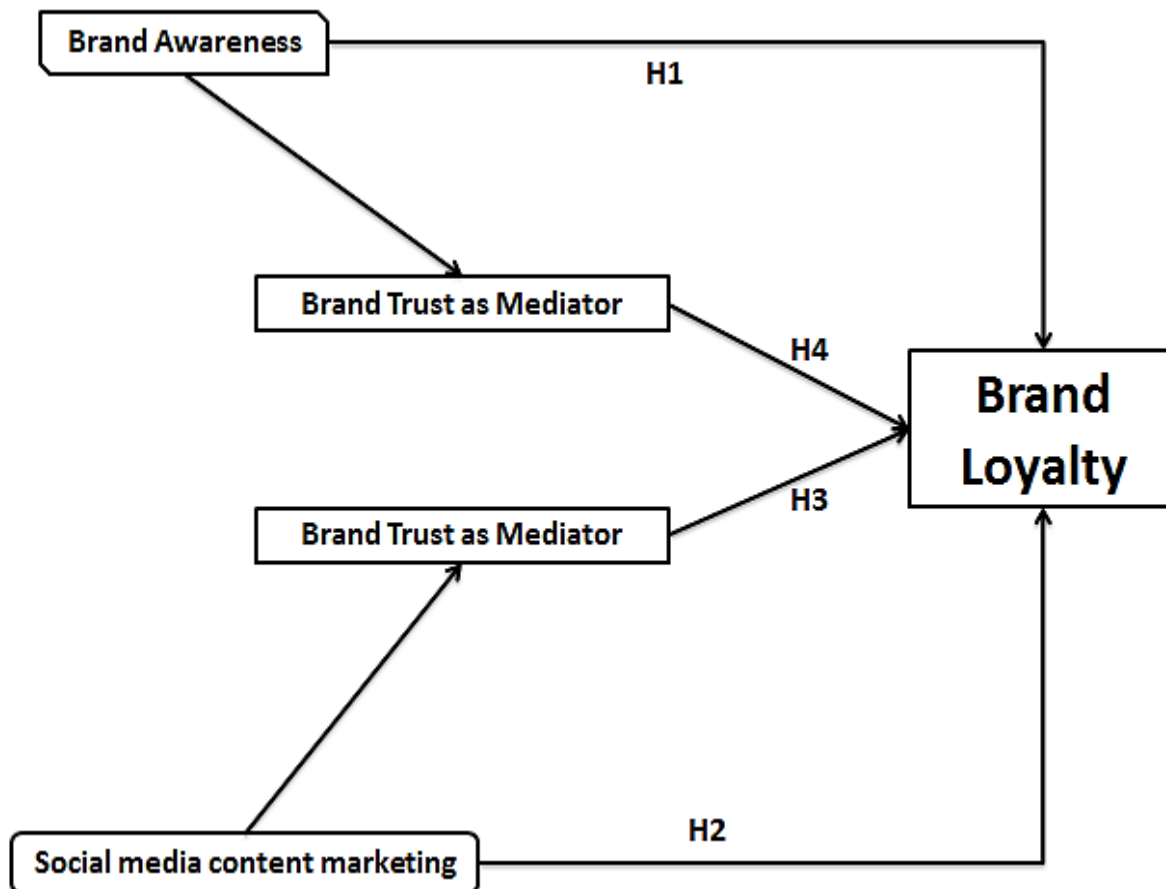 Brand Awareness
H1
Brand Trust as Mediator
H4
Brand
Loyalty
Brand Trust as Mediator
H3
H2
Social media content marketing